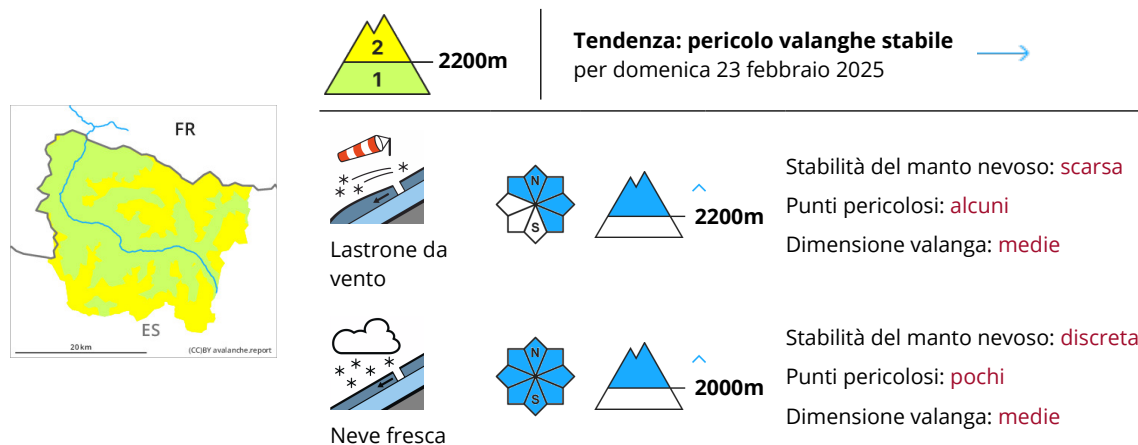 2
1
2200m
Tendenza: pericolo valanghe stabile
per domenica 23 febbraio 2025
FR
ES
20 km
(CC)BY avalanche.report
N
S
2200m
Lastrone da
vento
Stabilità del manto nevoso: scarsa
Punti pericolosi: alcuni
Dimensione valanga: medie
N
S
2000m
Neve fresca
Stabilità del manto nevoso: discreta
Punti pericolosi: pochi
Dimensione valanga: medie